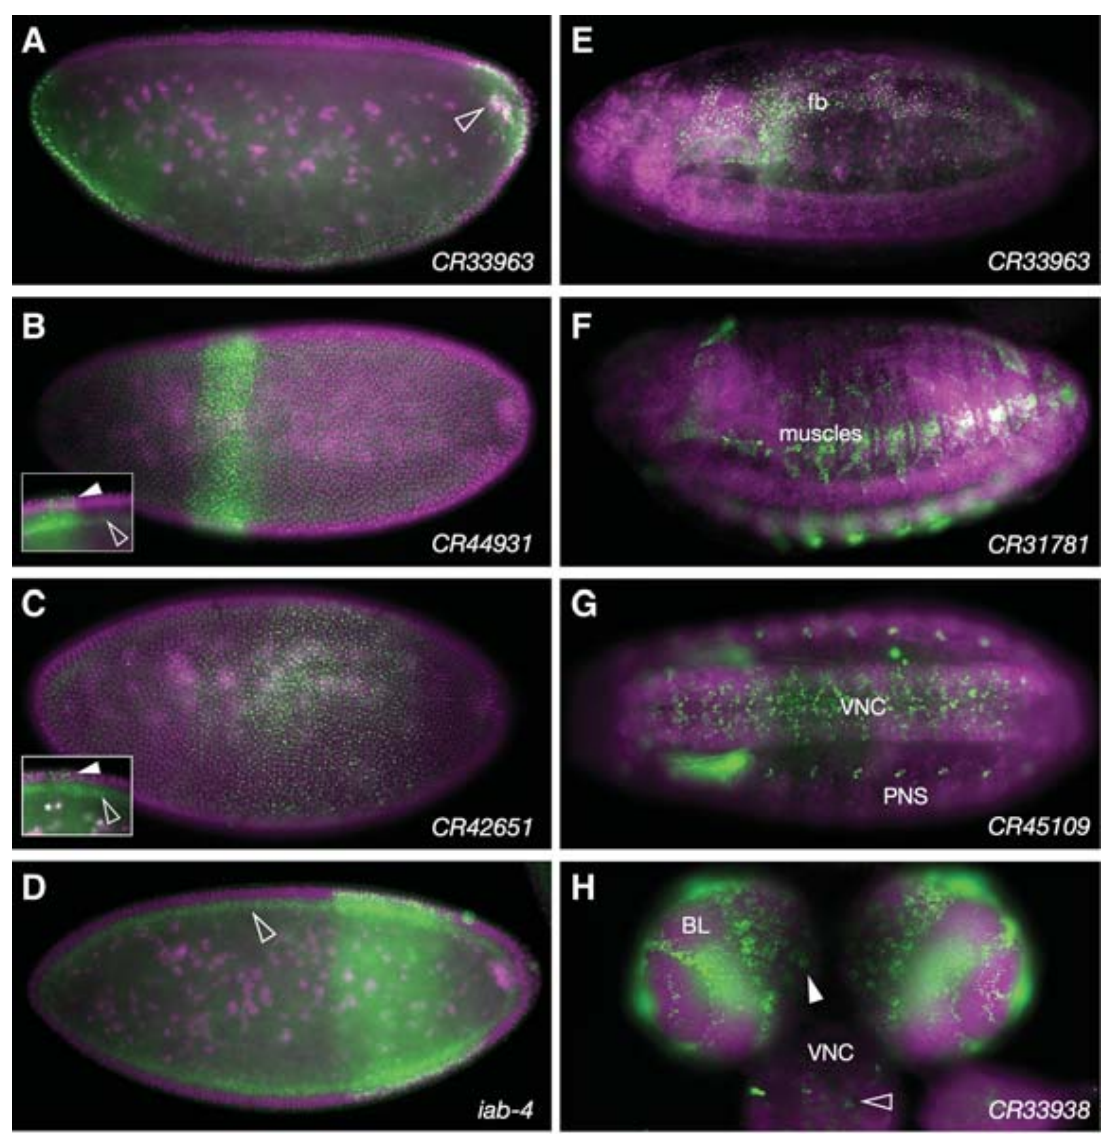 A
CR33963
B
CR44931
C
CR42651
D
iab-4
E
fb
CR33963
F
muscles
CR31781
G
VNC
PNS
CR45109
H
BL
VNC
CR33938